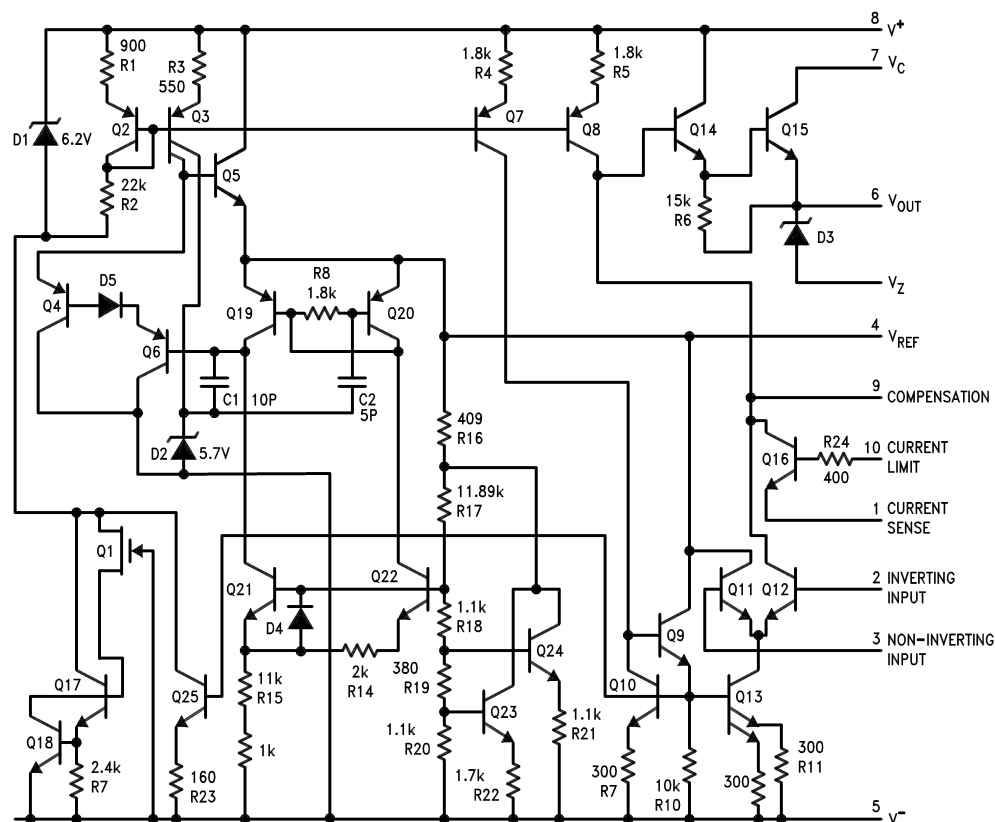 8 V+
7 VC
900
R1
R3
550
1.8k
R4
1.8k
R5
Q2
Q3
Q7
Q8
Q14
Q15
D1
6.2V
22k
R2
Q5
15k
R6
6 VOUT
D3
VZ
Q4
D5
Q6
Q19
R8
1.8k
Q20
4 VREF
C1 10P
C2
5P
D2
5.7V
409
R16
9 COMPENSATION
Q16
R24
400
10 CURRENT
LIMIT
11.89k
R17
1 CURRENT
SENSE
Q1
Q21
Q22
D4
1.1k
R18
Q11
Q12
2 INVERTING
INPUT
3 NON-INVERTING
INPUT
Q24
Q9
2k
R14
380
R19
11k
R15
Q17
Q25
Q23
Q10
Q13
Q18
1k
1.1k
R20
1.1k
R21
2.4k
R7
160
R23
1.7k
R22
300
R7
10k
R10
300
300
R11
5 V-